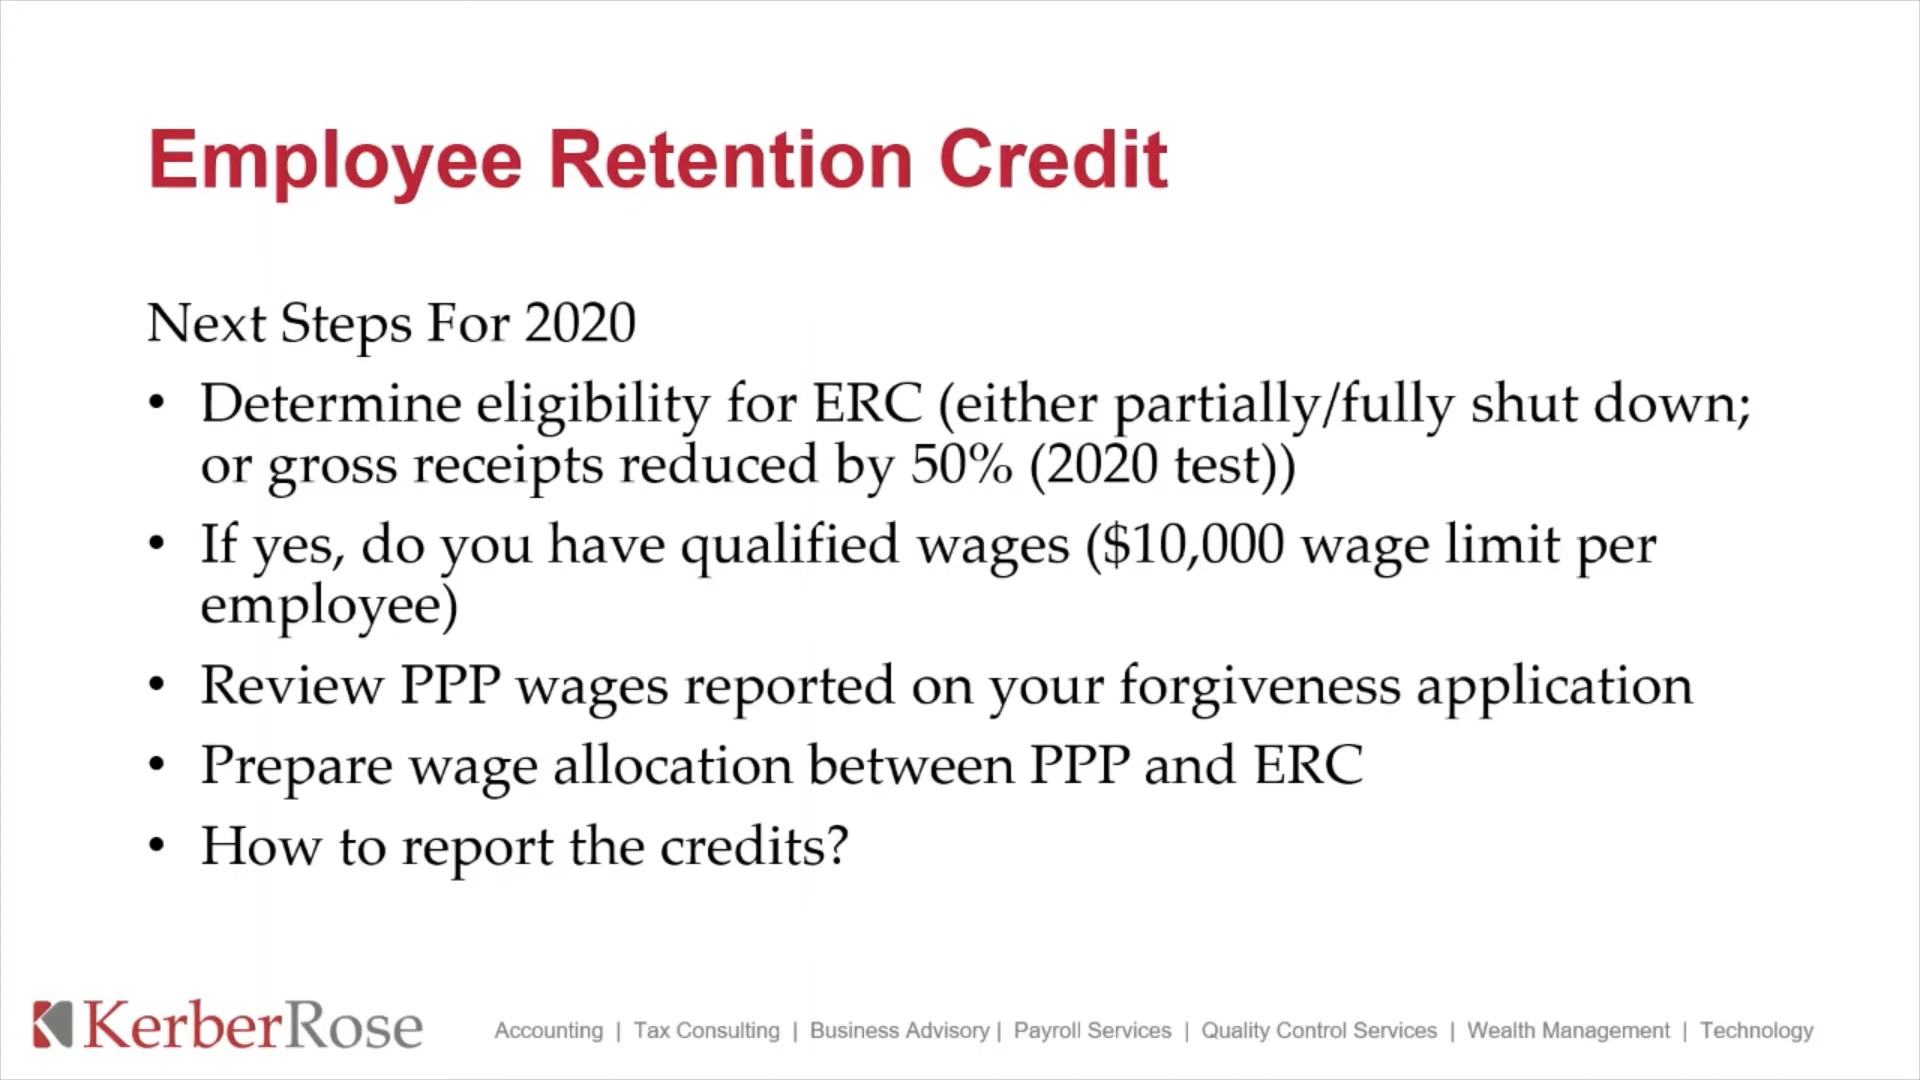 Employee Retention Credit
Next Steps For 2020
• Determine eligibility for ERC (either partially/fully shut down;
or gross receipts reduced by 50% (2020 test))
• If yes, do you have qualified wages ($10,000 wage limit per
employee)
• Review PPP wages reported on your forgiveness application
• Prepare wage allocation between PPP and ERC
• How to report the credits?
KerberRose
Accounting | Tax Consulting | Business Advisory | Payroll Services | Quality Control Services | Wealth Management | Technology